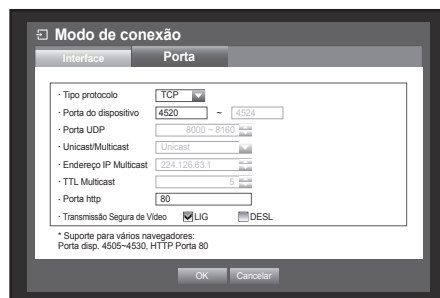 Modo de conexão
Interface Porta
· Tipo protocolo TCP
· Porta do dispositivo 4520 ~ 4524
· Porta UDP 8000 ~ 8160
· Unicast/Multicast Unicast
· Endereço IP Multicast 224.126.63.1
· TTL Multicast 5
· Porta http 80
· Transmissão Segura de Vídeo LIG DESL
* Suporte para vários navegadores:
Porta disp. 4505~4530, HTTP Porta 80
OK Cancelar